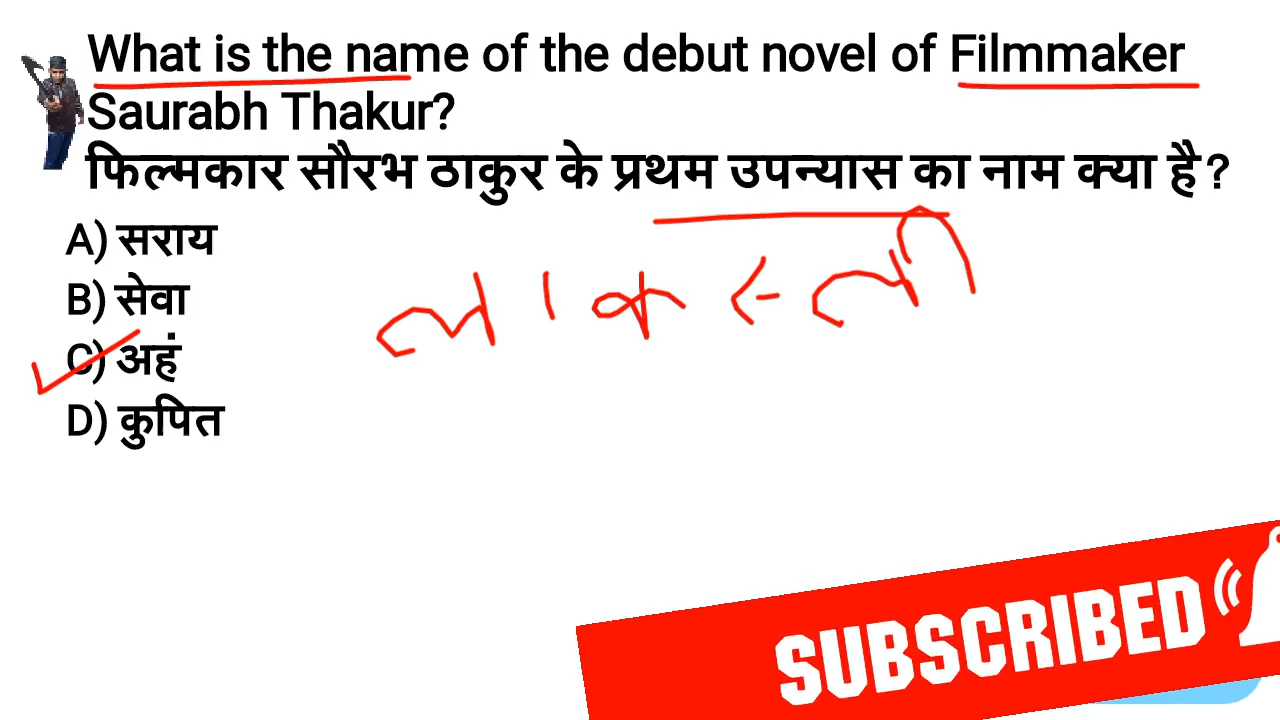 What is the name of the debut novel of Filmmaker
Saurabh Thakur?
फिल्मकार सौरभ ठाकुर के प्रथम उपन्यास का नाम क्या है?
A) सराय
B) सेवा
C) अहं
D) कुपित
SUBSCRIBED